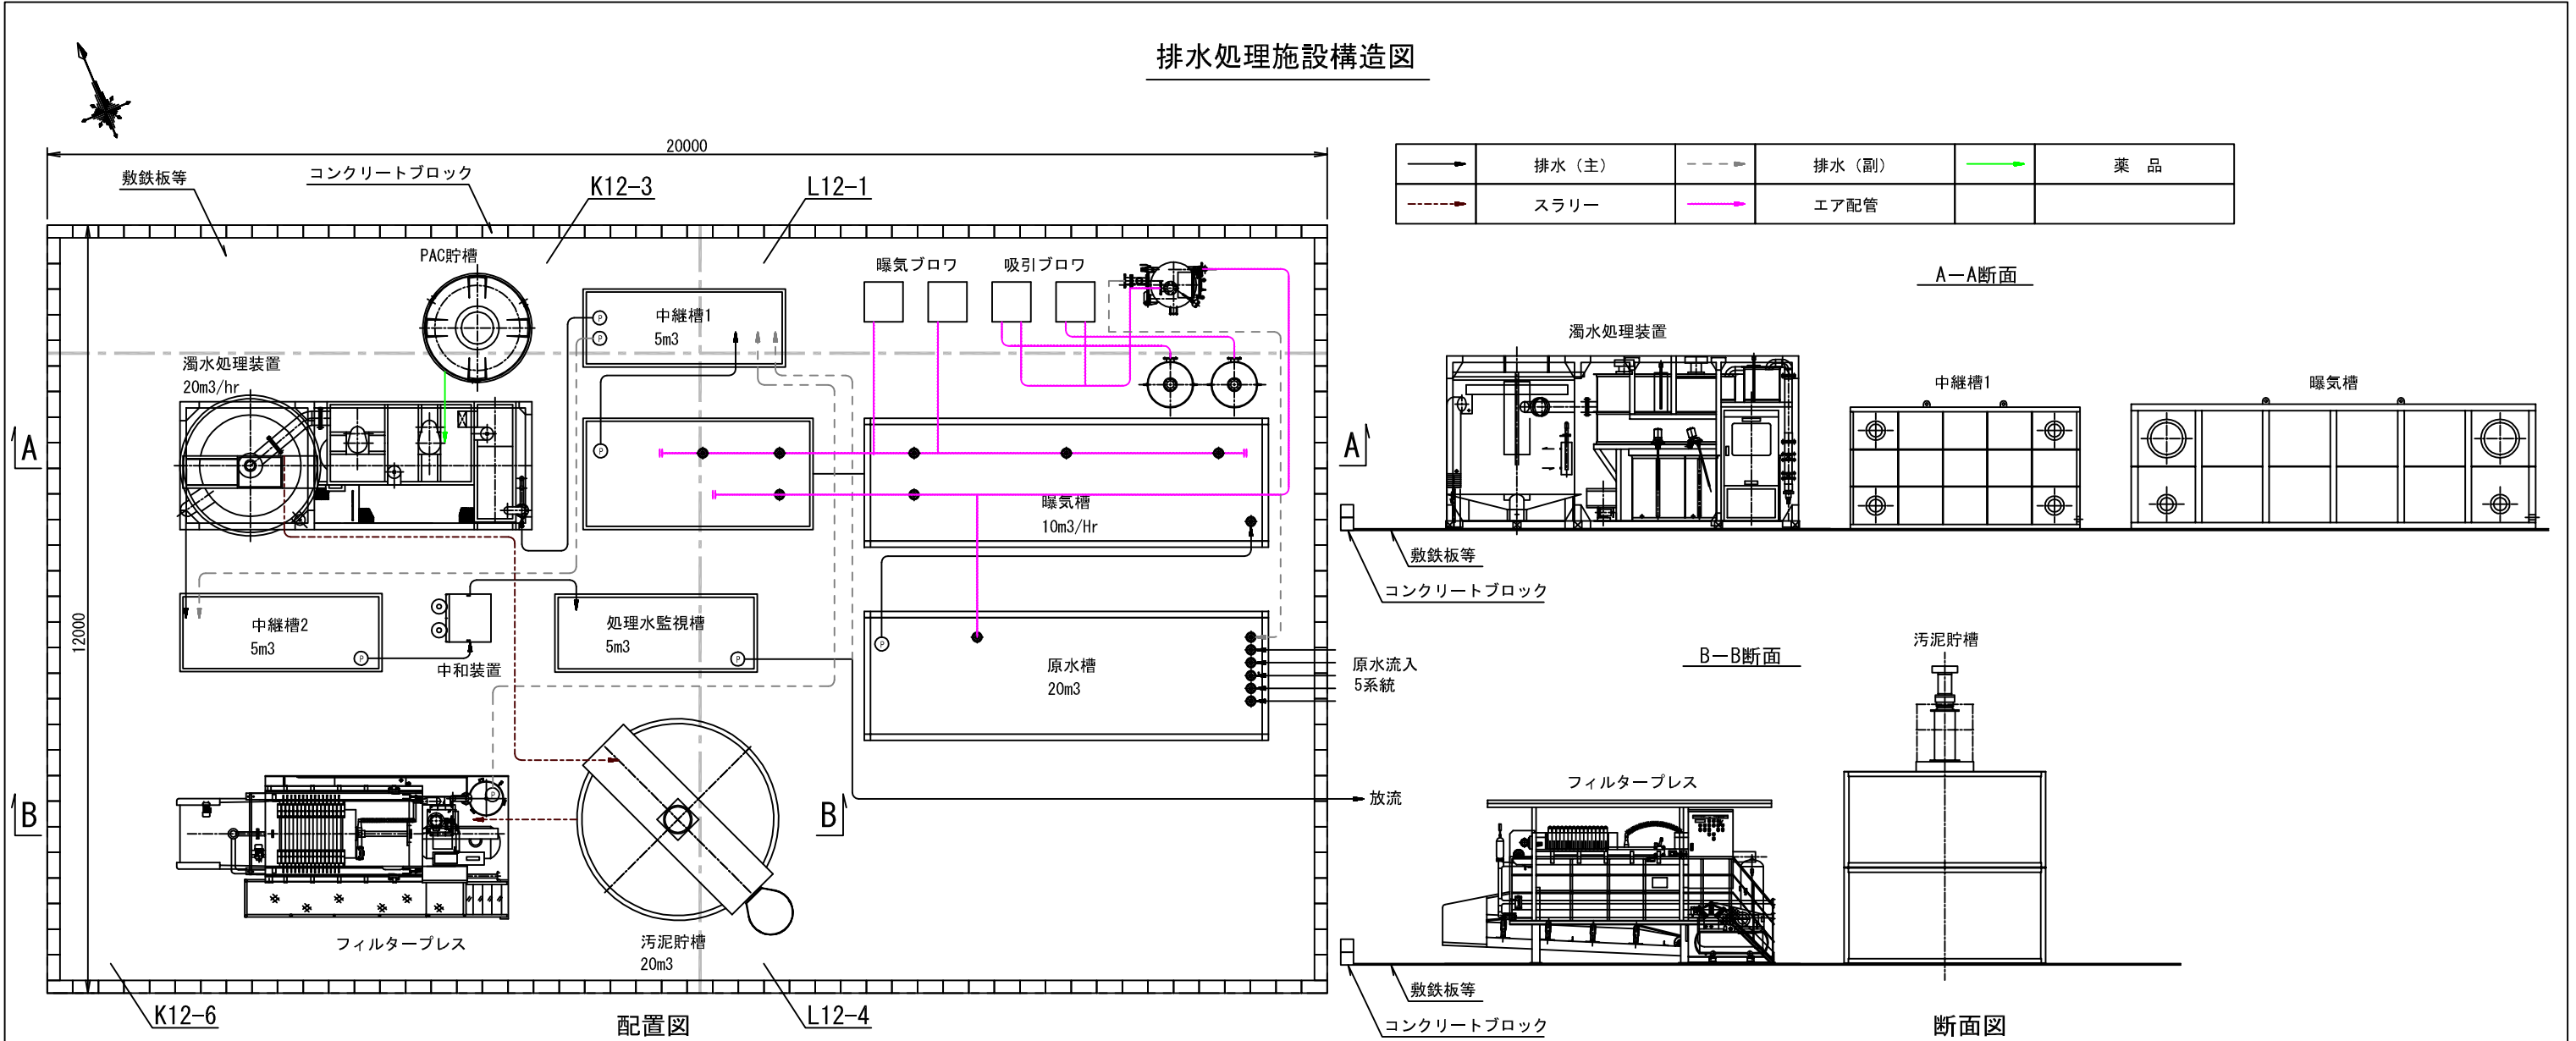 排水処理施設構造図
20000
敷鉄板等
コンクリートブロック
K12-3
L12-1
排水（主）
排水（副）
薬　品
スラリー
エア配管
PAC貯槽
曝気ブロワ
吸引ブロワ
A－A断面
中継槽1
5m3
P
P
濁水処理装置
20m3/hr
濁水処理装置
中継槽1
曝気槽
A
A
P
曝気槽
10m3/Hr
敷鉄板等
コンクリートブロック
12000
中継槽2
5m3
P
中和装置
処理水監視槽
5m3
P
P
原水槽
20m3
原水流入
5系統
B－B断面
汚泥貯槽
フィルタープレス
B
B
P
放流
フィルタープレス
汚泥貯槽
20m3
敷鉄板等
コンクリートブロック
K12-6
配置図
L12-4
断面図